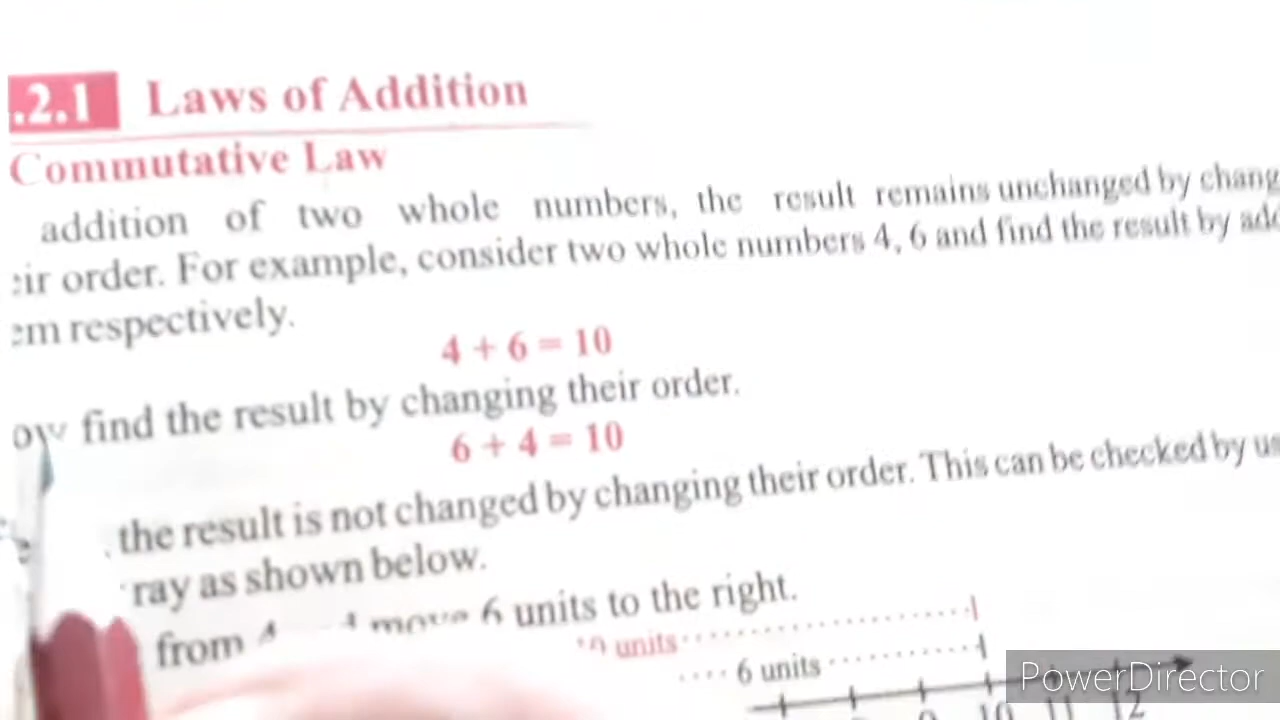 .2.1 Laws of Addition
Commutative Law
addition of two whole numbers, the result remains unchanged by chang
eir order. For example, consider two whole numbers 4, 6 and find the result by add
em respectively.
4 + 6 = 10
ow find the result by changing their order.
6 + 4 = 10
the result is not changed by changing their order. This can be checked by us
ray as shown below.
from 4 move 6 units to the right.
units
6 units
10 11 12
PowerDirector